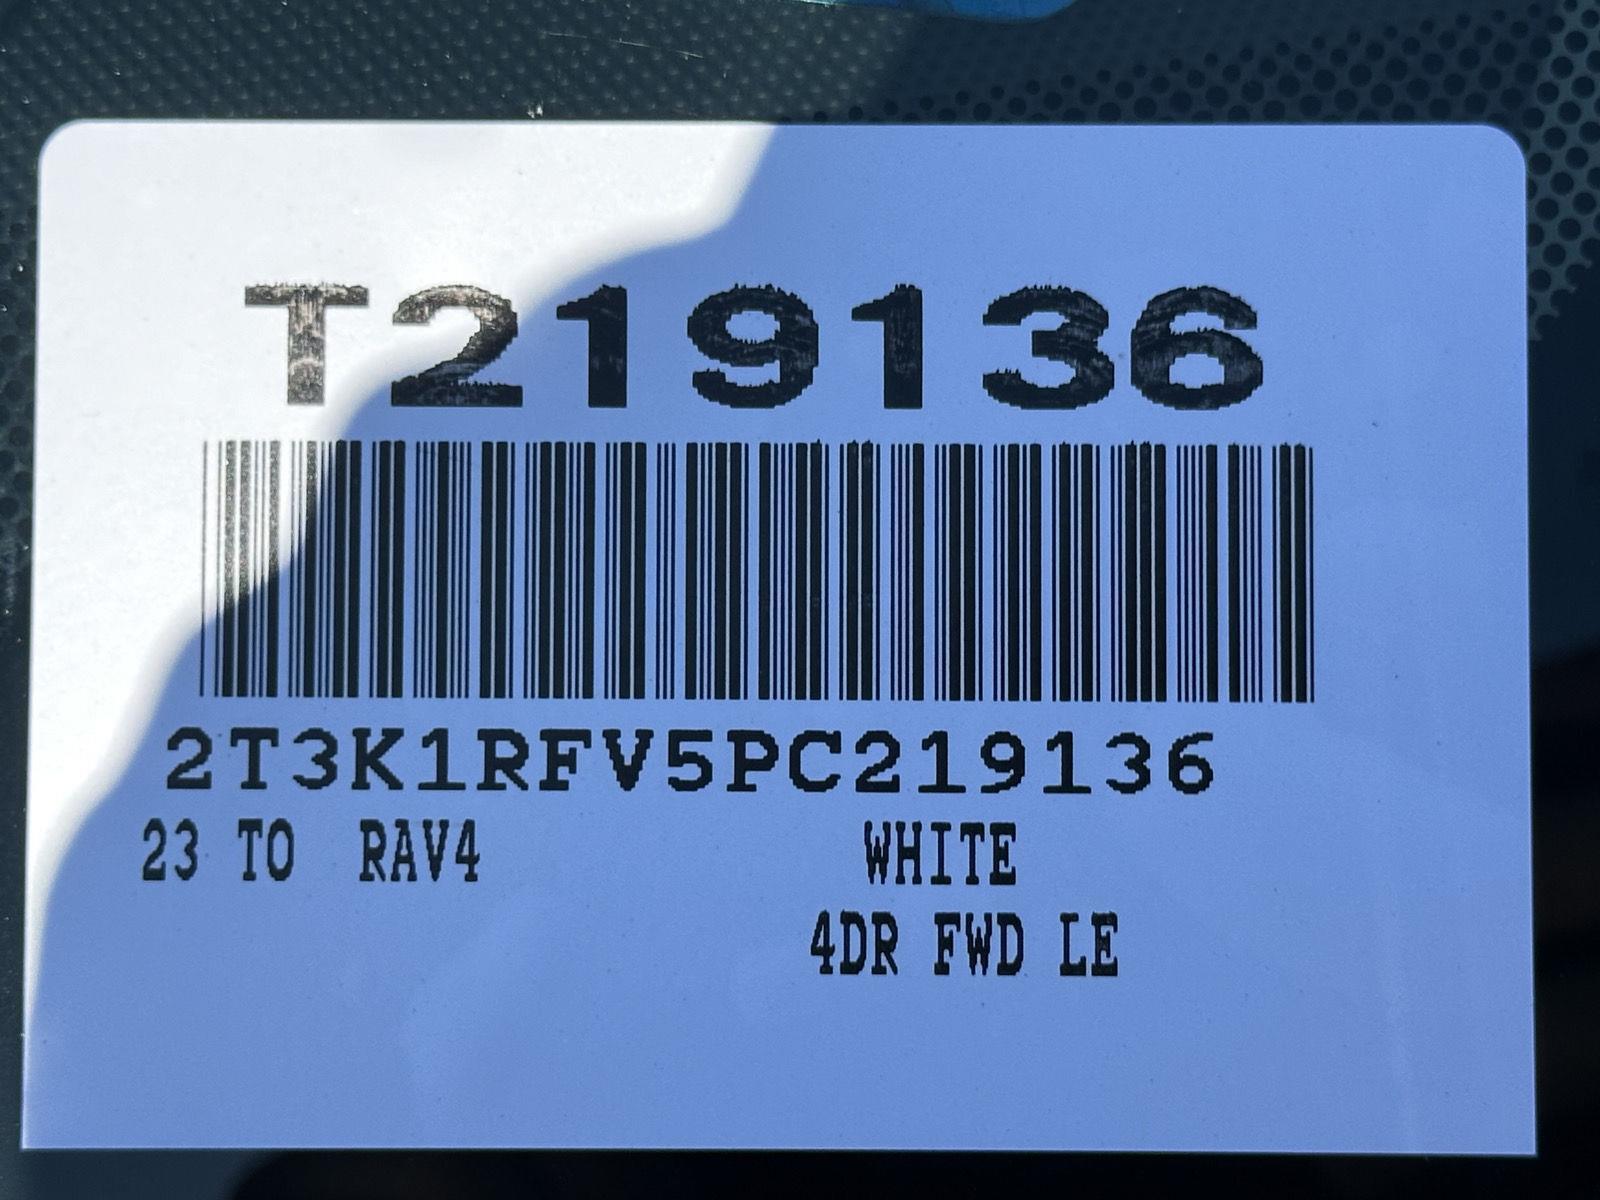 T219136
2T3K1RFV5PC219136
23 TO RAV4 WHITE
4DR FWD LE